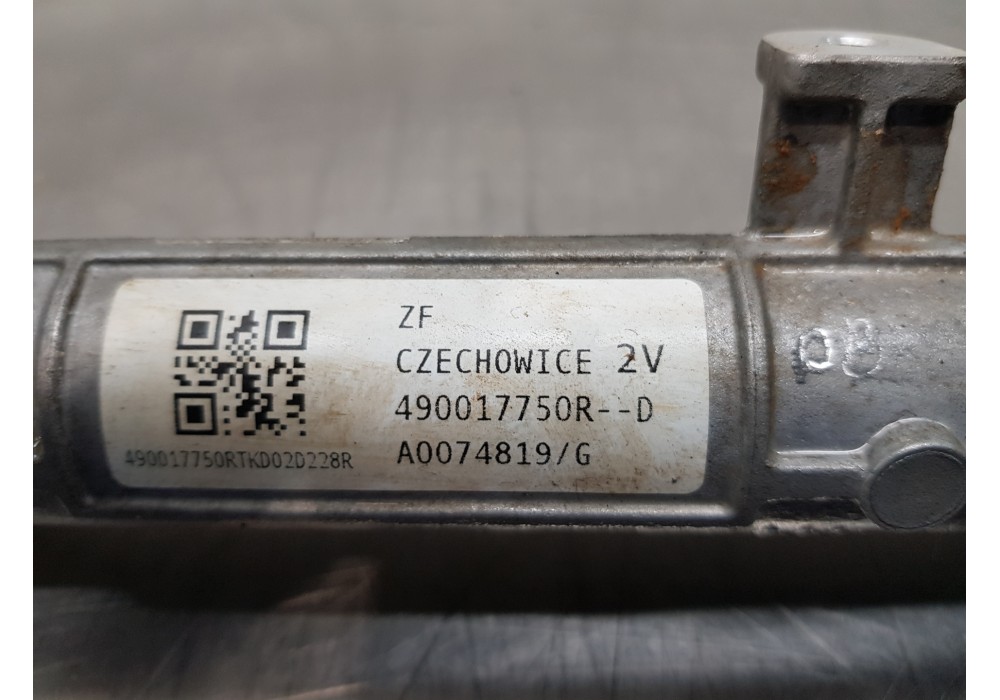 ZF
CZECHOWICE 2V
490017750R--D
A0074819/G
490017750RTKD02D228R